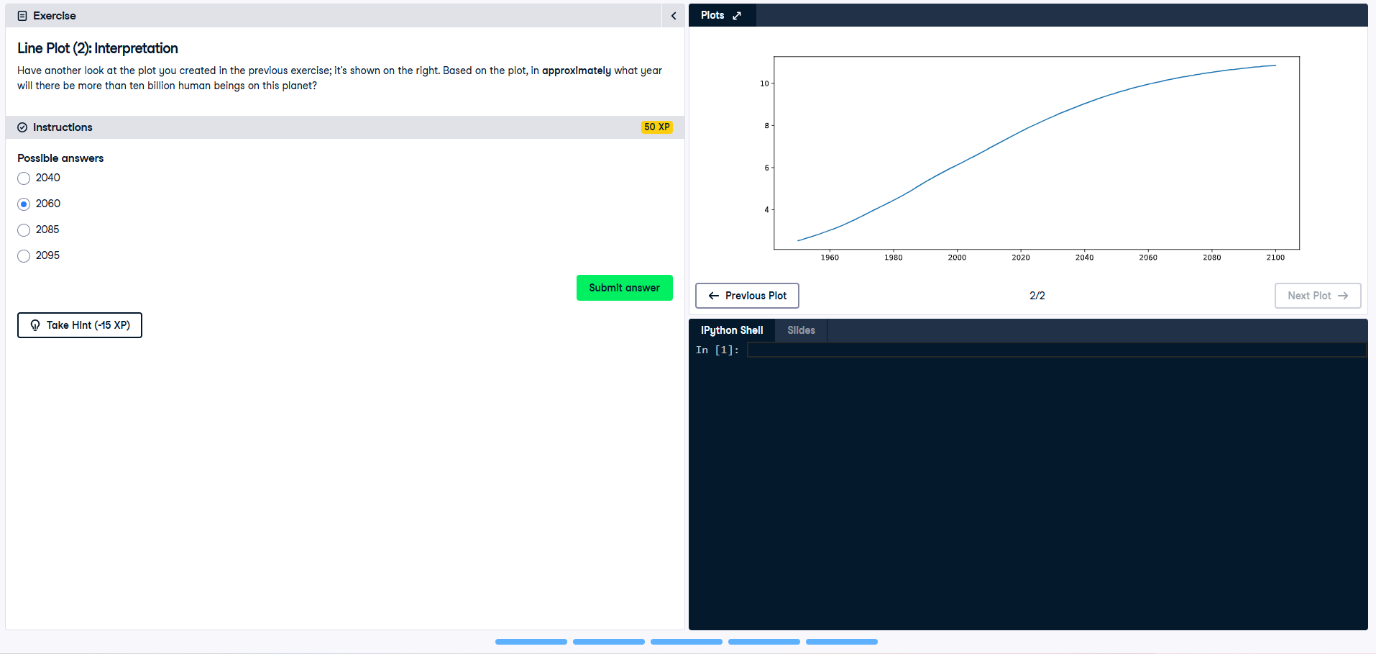 Exercise
Line Plot (2): Interpretation
Have another look at the plot you created in the previous exercise; it's shown on the right. Based on the plot, in approximately what year
will there be more than ten billion human beings on this planet?
Instructions
50 XP
Possible answers
2040
2060
2085
2095
Submit answer
Take Hint (-15 XP)
Plots
10
8
6
4
1960 1980 2000 2020 2040 2060 2080 2100
← Previous Plot
2/2
Next Plot →
IPython Shell
Slides
In [1]: